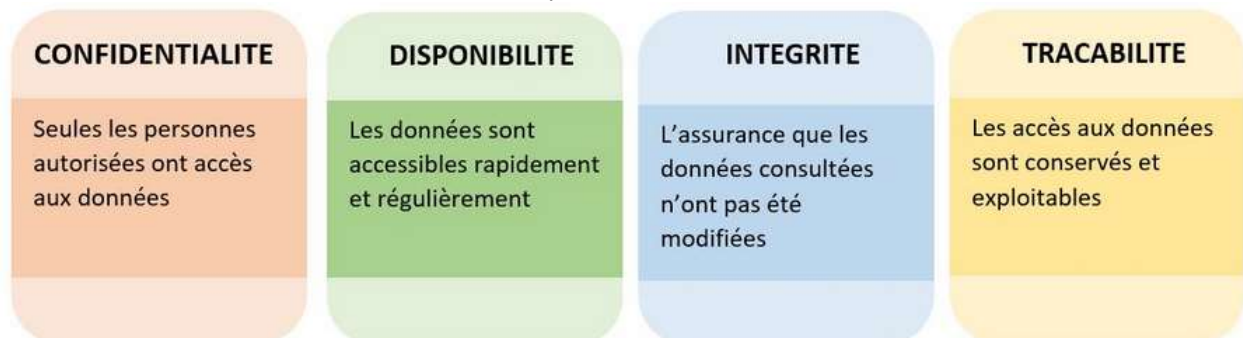 CONFIDENTIALITE
Seules les personnes
autorisées ont accès
aux données
DISPONIBILITE
Les données sont
accessibles rapidement
et régulièrement
INTEGRITE
L'assurance que les
données consultées
n'ont pas été
modifiées
TRACABILITE
Les accès aux données
sont conservés et
exploitables